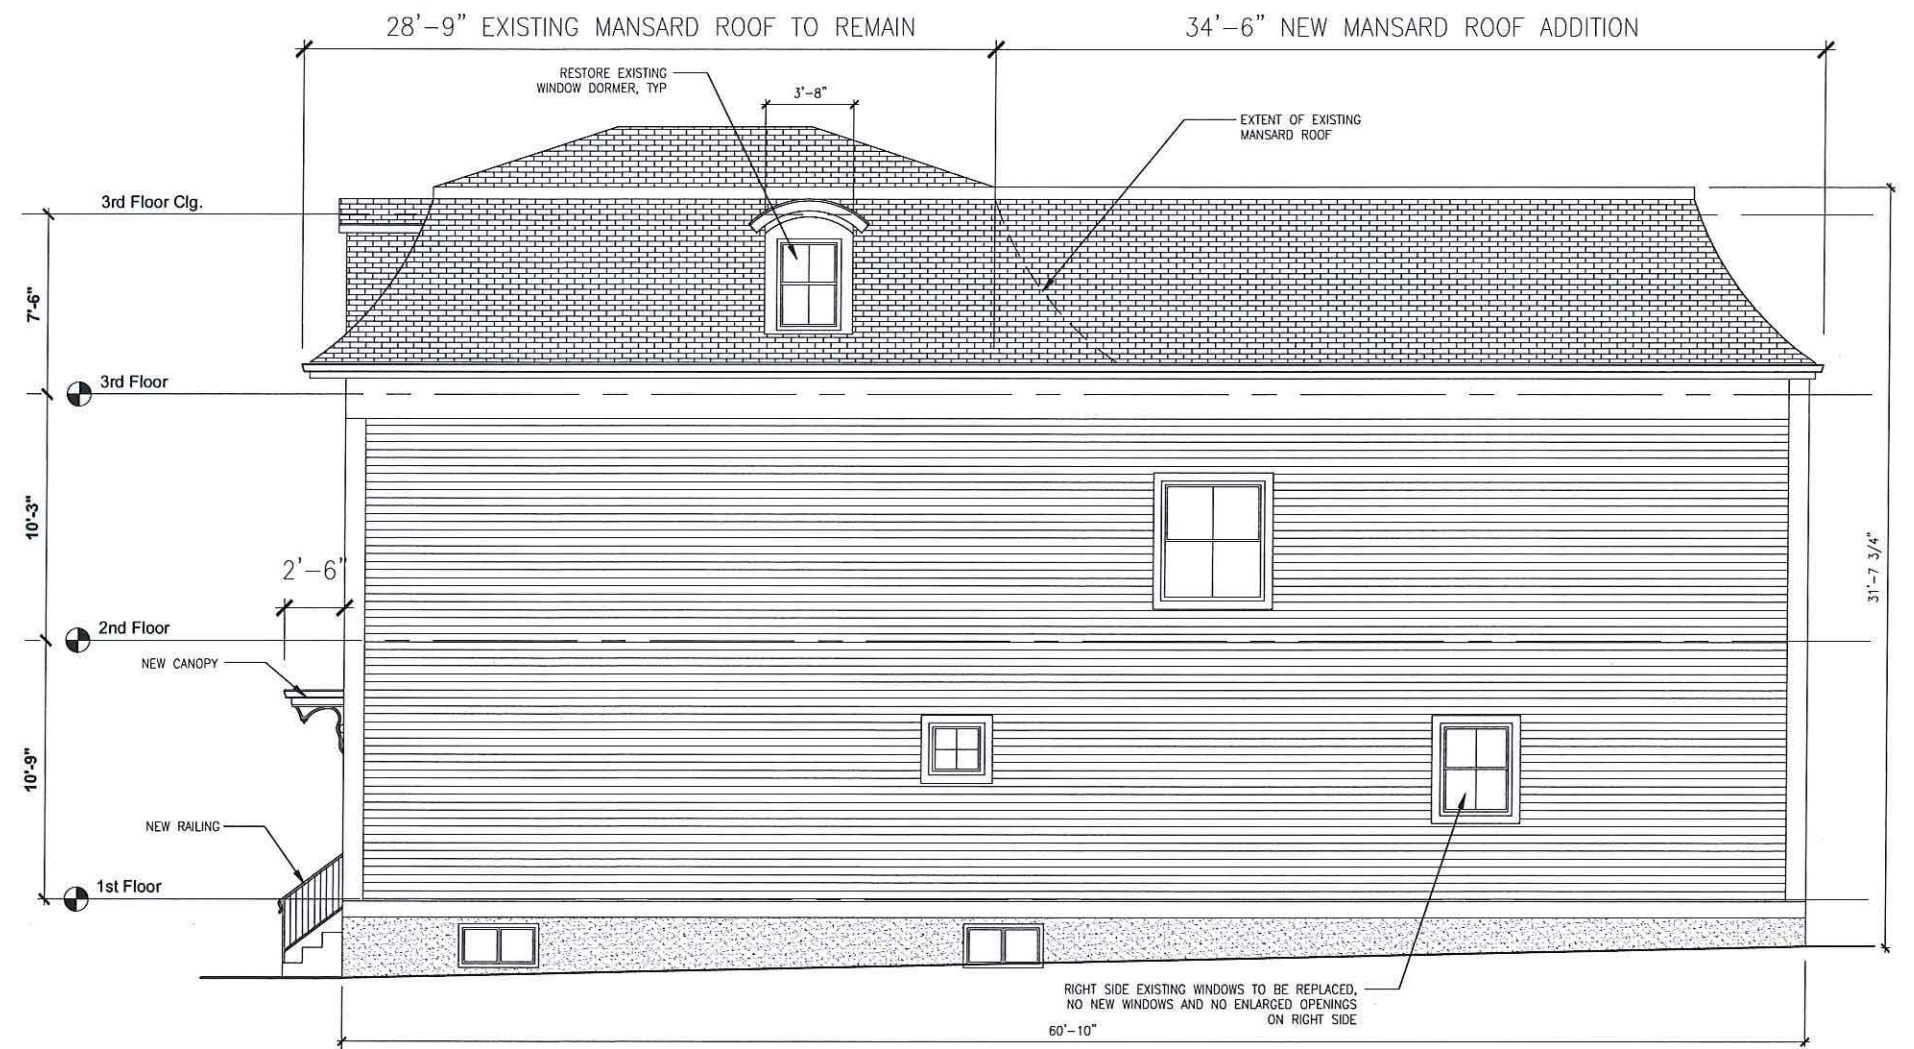 28'-9" EXISTING MANSARD ROOF TO REMAIN
34'-6" NEW MANSARD ROOF ADDITION
RESTORE EXISTING
WINDOW DORMER, TYP
3'-8"
EXTENT OF EXISTING
MANSARD ROOF
3rd Floor Clg.
7'-6"
3rd Floor
10'-3"
2'-6"
31'-7 3/4"
2nd Floor
NEW CANOPY
10'-9"
NEW RAILING
1st Floor
RIGHT SIDE EXISTING WINDOWS TO BE REPLACED,
NO NEW WINDOWS AND NO ENLARGED OPENINGS
ON RIGHT SIDE
60'-10"